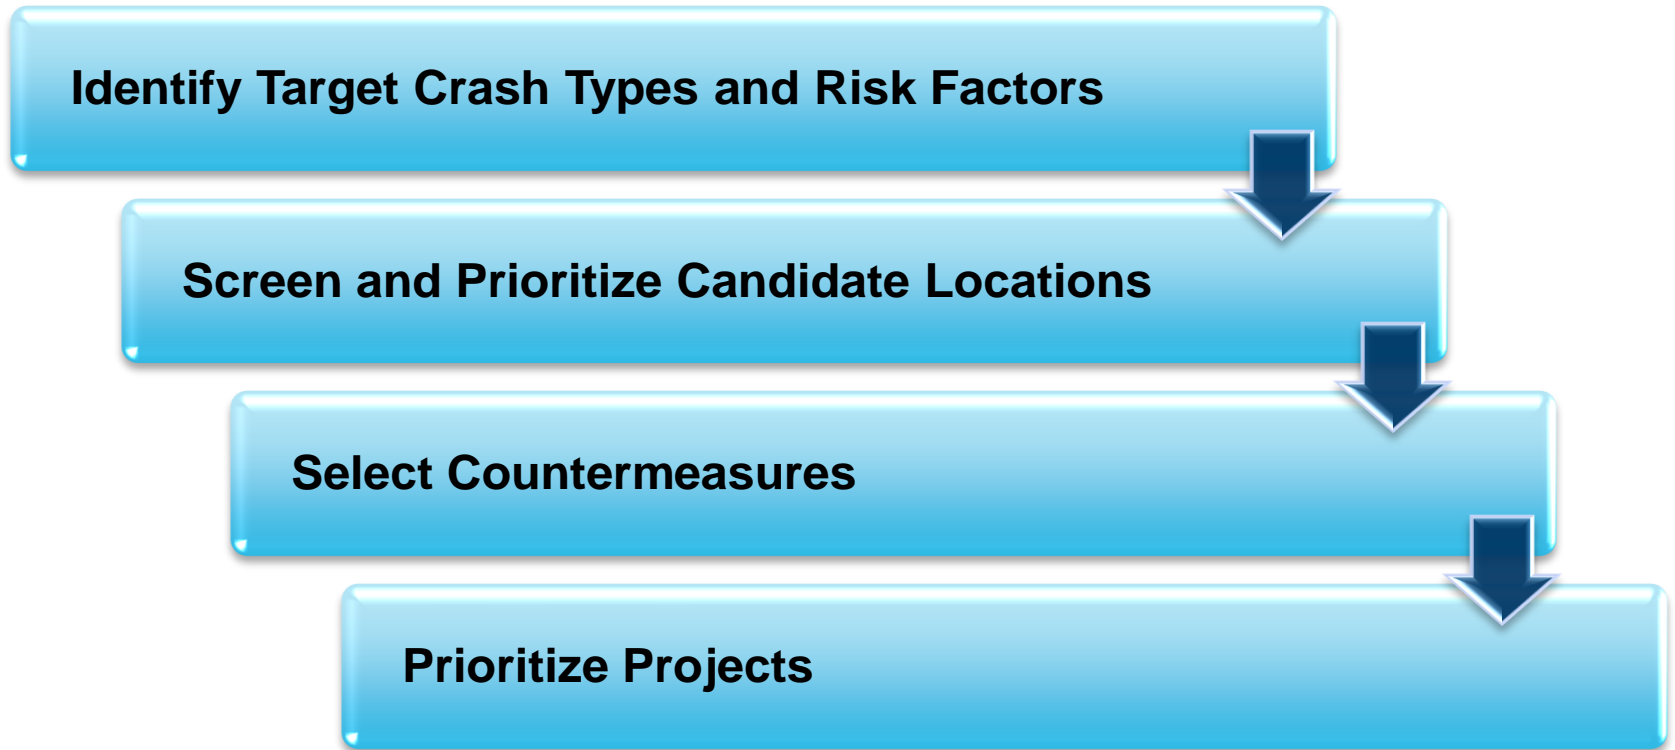 Identify Target Crash Types and Risk Factors
Screen and Prioritize Candidate Locations
Select Countermeasures
Prioritize Projects